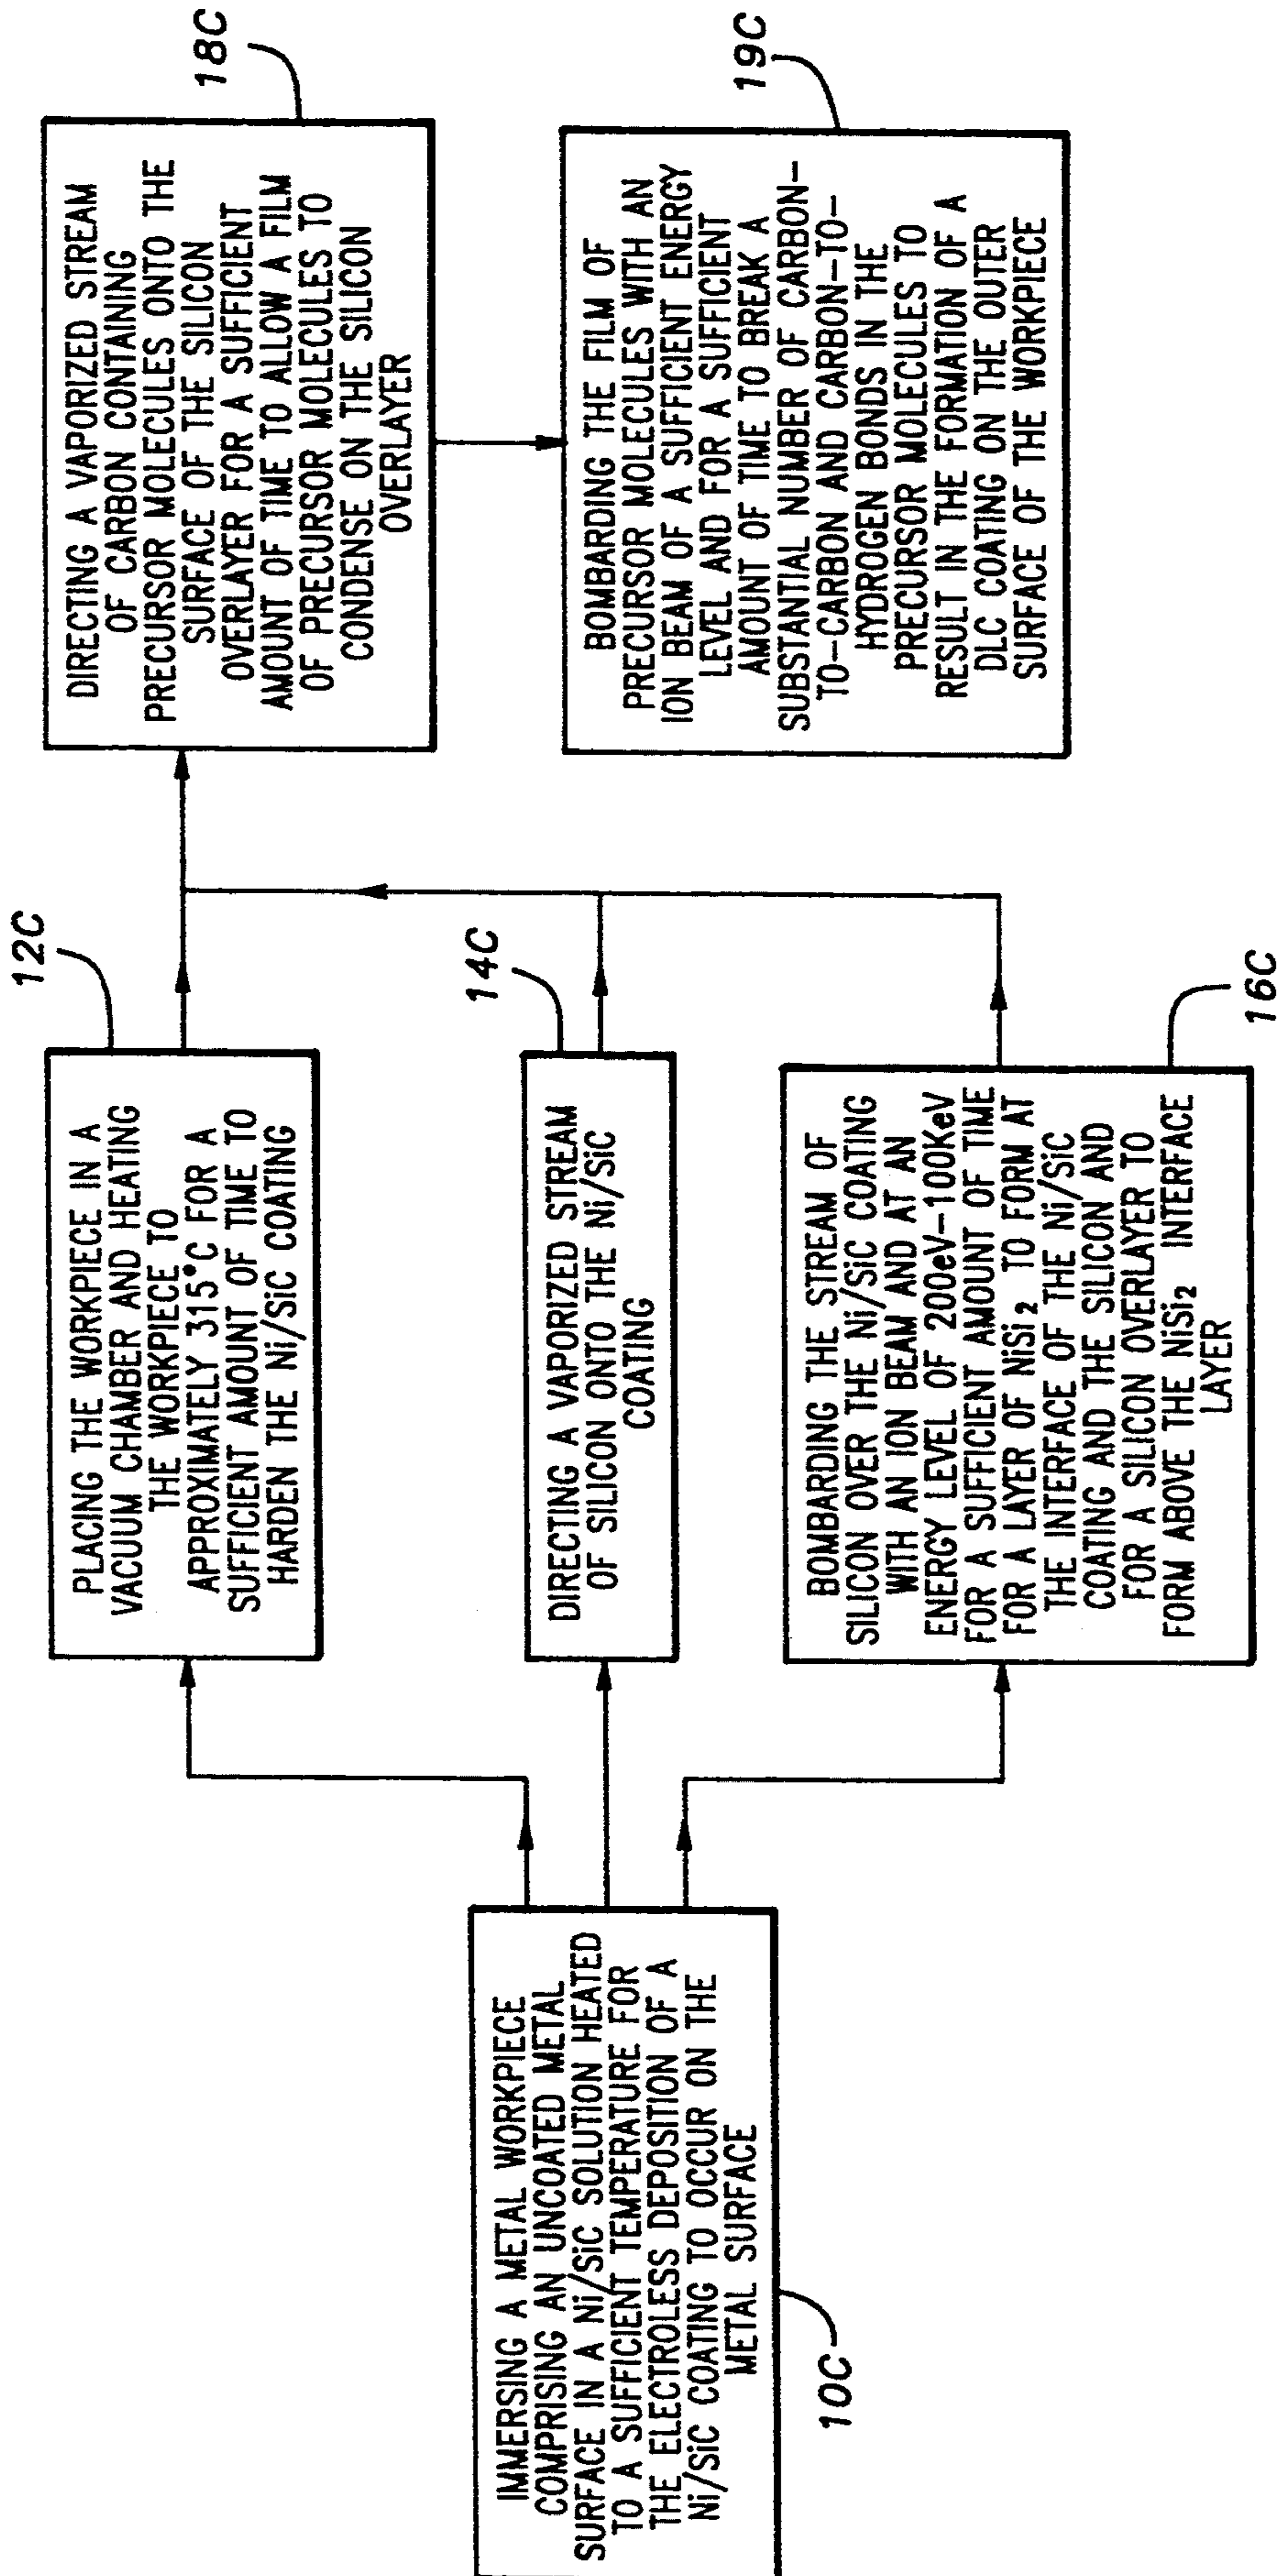 10C
IMMERSING A METAL WORKPIECE
COMPRISING AN UNCOATED METAL
SURFACE IN A Ni/SiC SOLUTION HEATED
TO A SUFFICIENT TEMPERATURE FOR
THE ELECTROLESS DEPOSITION OF A
Ni/SiC COATING TO OCCUR ON THE
METAL SURFACE
12C
PLACING THE WORKPIECE IN A
VACUUM CHAMBER AND HEATING
THE WORKPIECE TO
APPROXIMATELY 315°C FOR A
SUFFICIENT AMOUNT OF TIME TO
HARDEN THE Ni/SiC COATING
14C
DIRECTING A VAPORIZED STREAM
OF SILICON ONTO THE Ni/SiC
COATING
16C
BOMBARDING THE STREAM OF
SILICON OVER THE Ni/SiC COATING
WITH AN ION BEAM AND AT AN
ENERGY LEVEL OF 200eV-100KeV
FOR A SUFFICIENT AMOUNT OF TIME
FOR A LAYER OF NiSi₂ TO FORM AT
THE INTERFACE OF THE Ni/SiC
COATING AND THE SILICON AND
FOR A SILICON OVERLAYER TO
FORM ABOVE THE NiSi₂ INTERFACE
LAYER
18C
DIRECTING A VAPORIZED STREAM
OF CARBON CONTAINING
PRECURSOR MOLECULES ONTO THE
SURFACE OF THE SILICON
OVERLAYER FOR A SUFFICIENT
AMOUNT OF TIME TO ALLOW A FILM
OF PRECURSOR MOLECULES TO
CONDENSE ON THE SILICON
OVERLAYER
19C
BOMBARDING THE FILM OF
PRECURSOR MOLECULES WITH AN
ION BEAM OF A SUFFICIENT ENERGY
LEVEL AND FOR A SUFFICIENT
AMOUNT OF TIME TO BREAK A
SUBSTANTIAL NUMBER OF CARBON-
TO-CARBON AND CARBON-TO-
HYDROGEN BONDS IN THE
PRECURSOR MOLECULES TO
RESULT IN THE FORMATION OF A
DLC COATING ON THE OUTER
SURFACE OF THE WORKPIECE